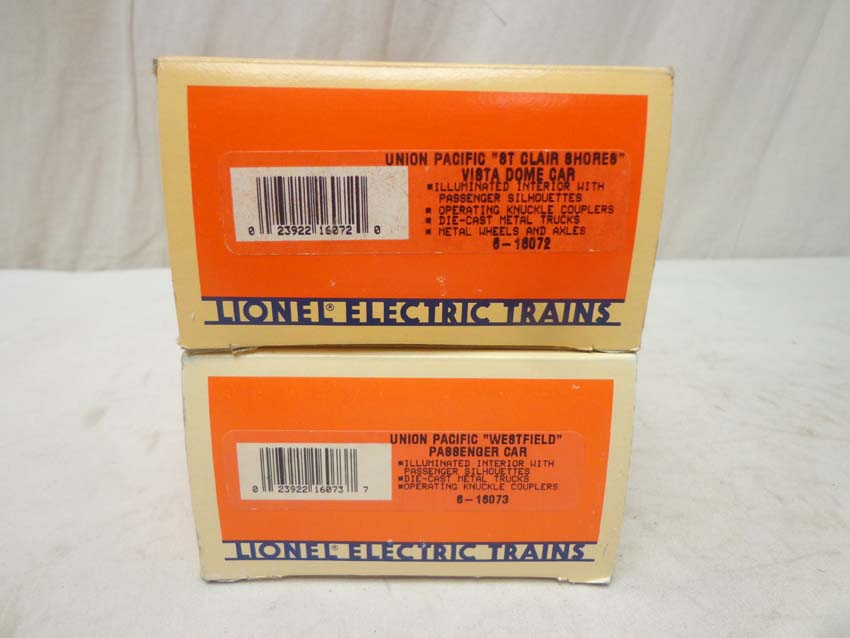 UNION PACIFIC "ST CLAIR SHORES"
VISTA DOME CAR
■ILLUMINATED INTERIOR WITH
PASSENGER SILHOUETTES
■ OPERATING KNUCKLE COUPLERS
■ DIE-CAST METAL TRUCKS
■ METAL WHEELS AND AXLES
6-16072
0 23922 16072 0
LIONEL® ELECTRIC TRAINS
UNION PACIFIC "WESTFIELD"
PASSENGER CAR
■ILLUMINATED INTERIOR WITH
PASSENGER SILHOUETTES
■DIE-CAST METAL TRUCKS
■OPERATING KNUCKLE COUPLERS
6-16073
0 23922 16073 7
LIONEL® ELECTRIC TRAINS